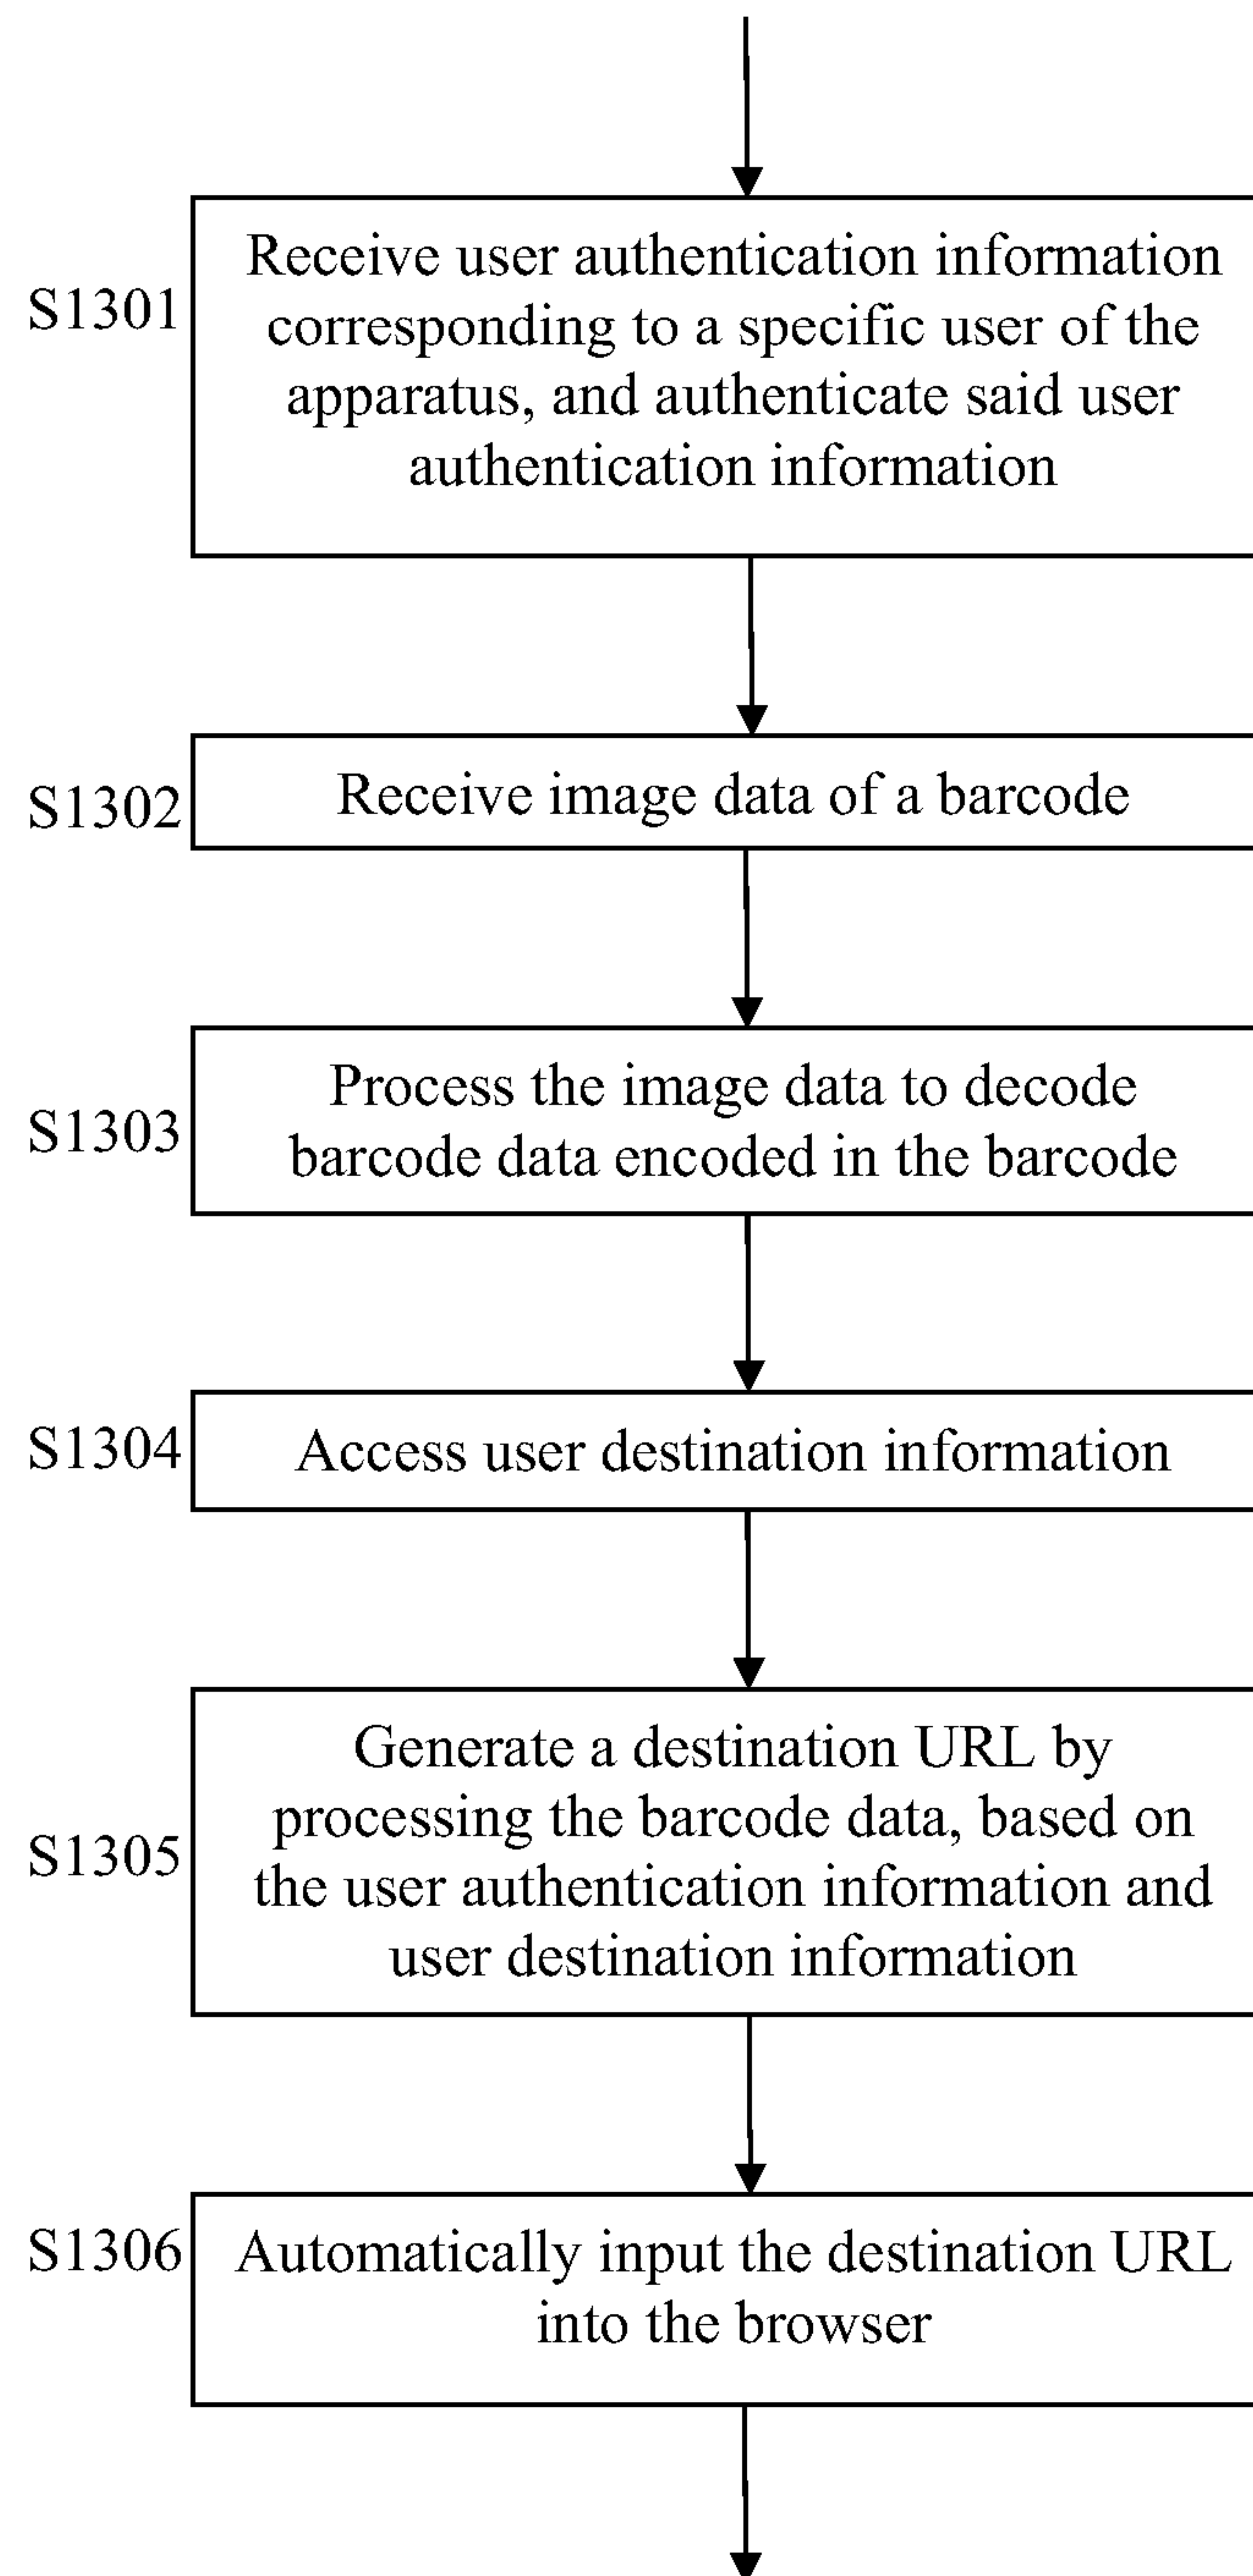 S1301
Receive user authentication information
corresponding to a specific user of the
apparatus, and authenticate said user
authentication information
S1302
Receive image data of a barcode
S1303
Process the image data to decode
barcode data encoded in the barcode
S1304
Access user destination information
S1305
Generate a destination URL by
processing the barcode data, based on
the user authentication information and
user destination information
S1306
Automatically input the destination URL
into the browser